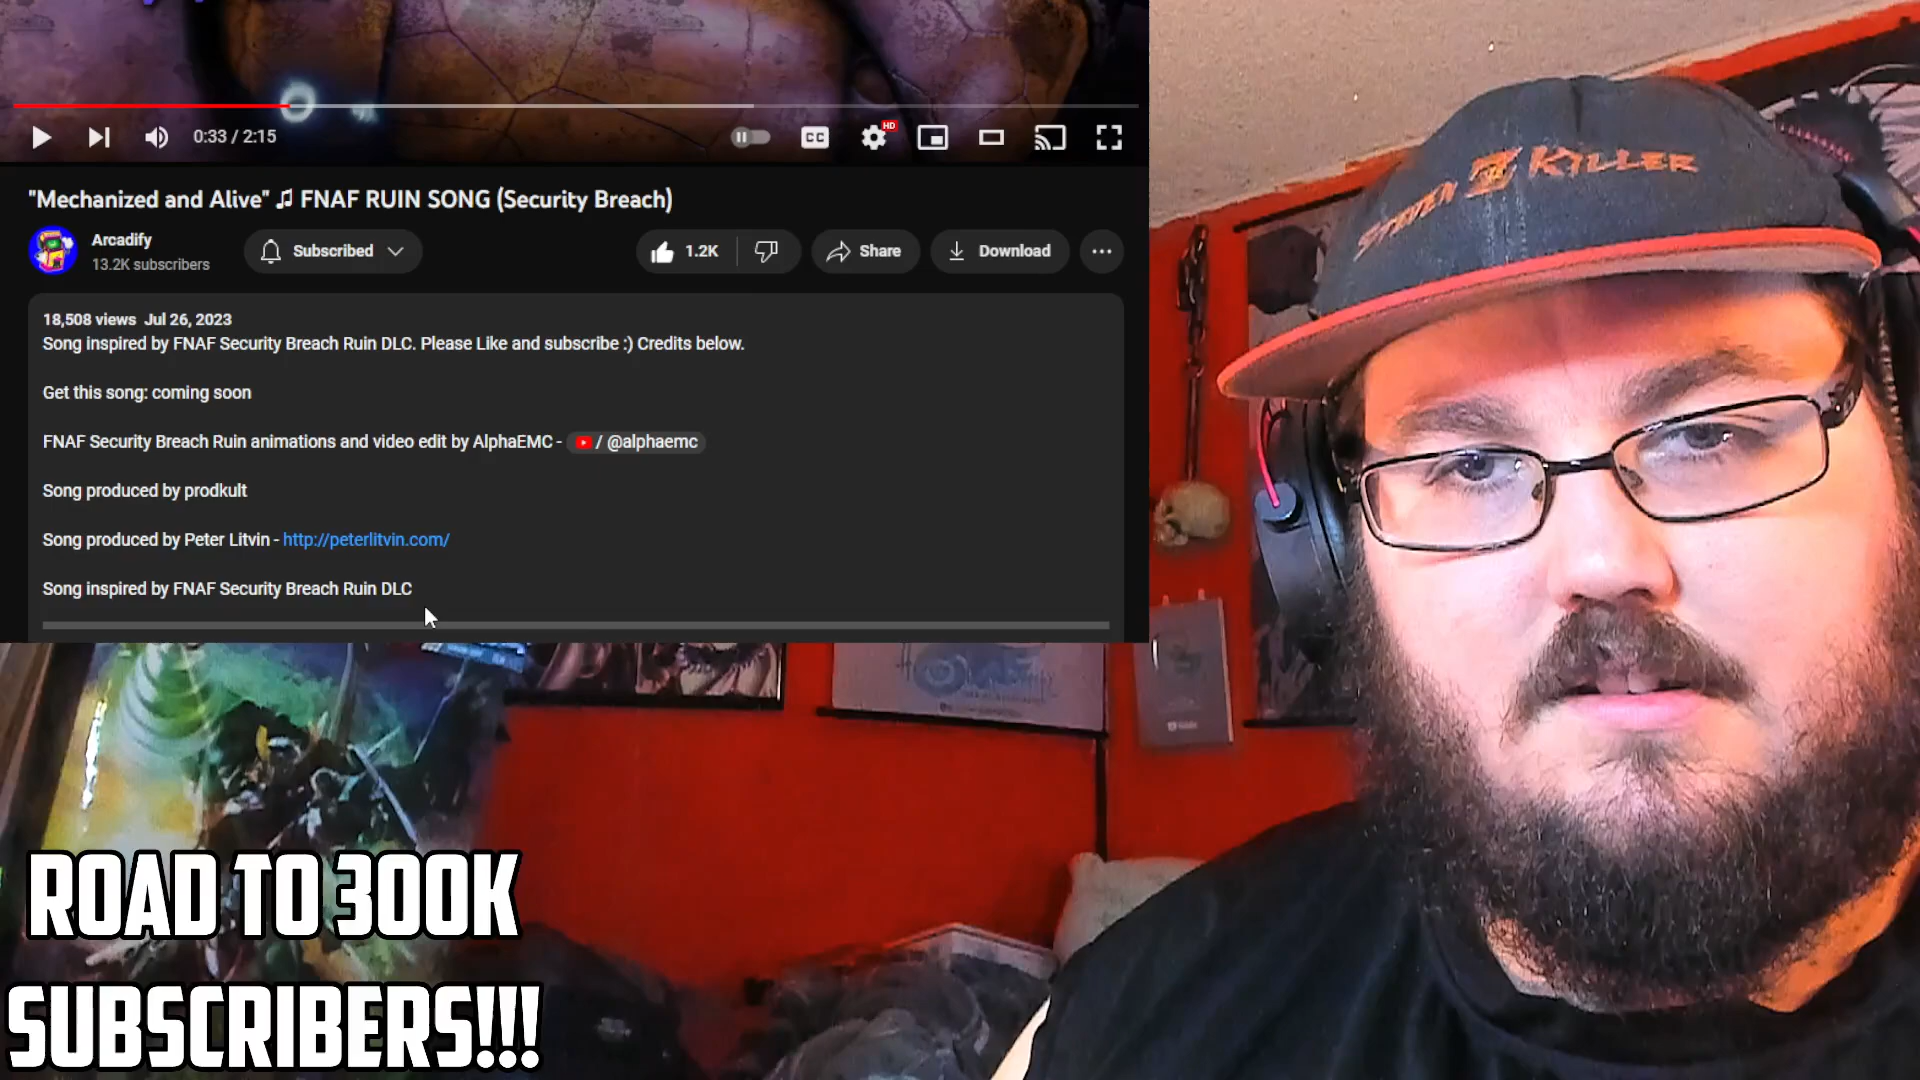 0:33 / 2:15
CC
HD
"Mechanized and Alive" ♫ FNAF RUIN SONG (Security Breach)
Arcadify
13.2K subscribers
Subscribed
1.2K
Share
Download
18,508 views Jul 26, 2023
Song inspired by FNAF Security Breach Ruin DLC. Please Like and subscribe :) Credits below.
Get this song: coming soon
FNAF Security Breach Ruin animations and video edit by AlphaEMC - / @alphaemc
Song produced by prodkult
Song produced by Peter Litvin - http://peterlitvin.com/
Song inspired by FNAF Security Breach Ruin DLC
KILLER
ROAD TO 300K
SUBSCRIBERS!!!